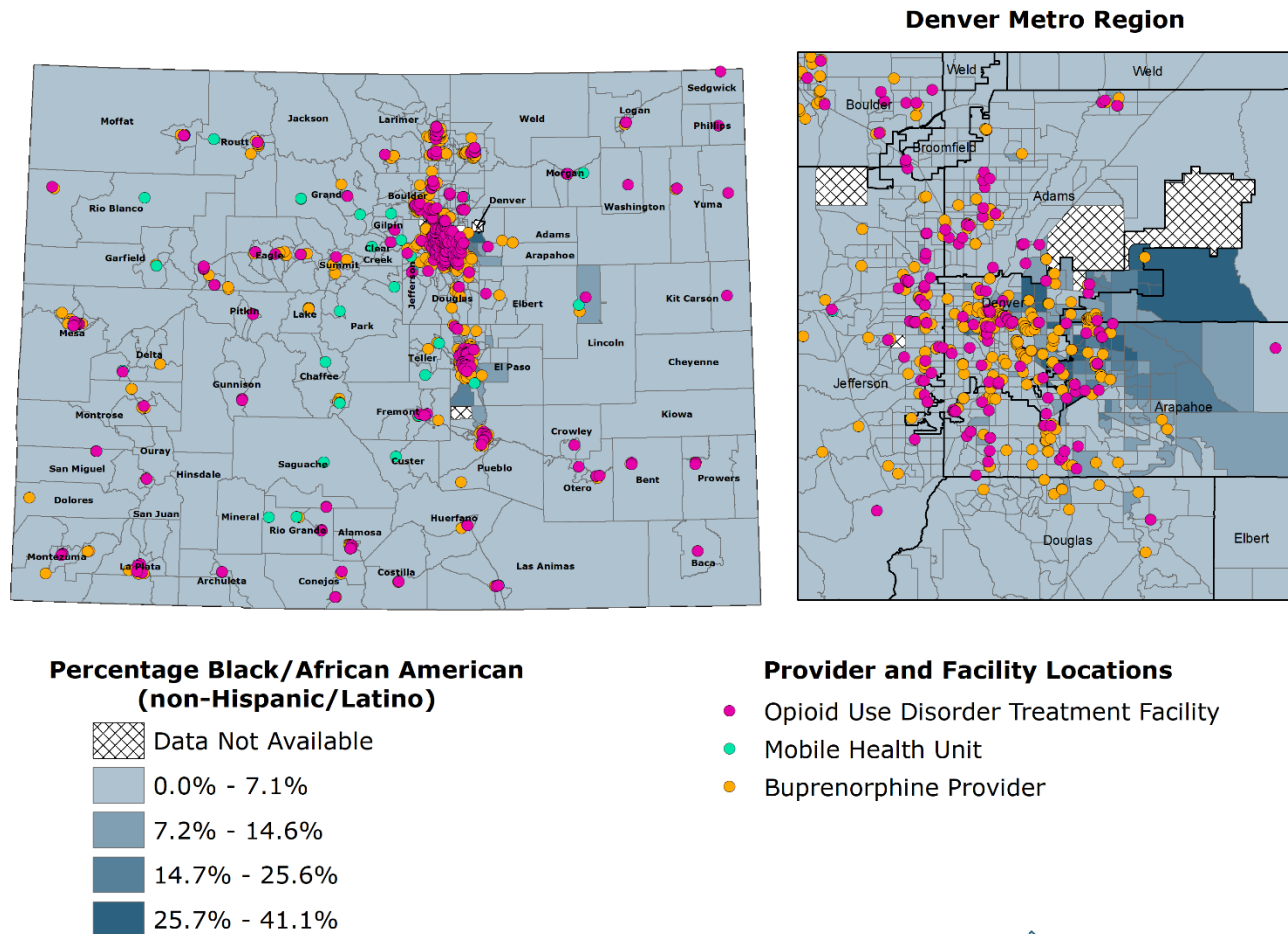 Denver Metro Region
Sedgwick
Moffat
Jackson
Larimer
Weld
Logan
Phillips
Routt
Morgan
Washington
Yuma
Rio Blanco
Grand
Boulder
Denver
Gilpin
Adams
Garfield
Eagle
Clear
Creek
Summit
Arapahoe
Jefferson
Douglas
Elbert
Kit Carson
Pitkin
Lake
Park
Mesa
Lincoln
Delta
Teller
El Paso
Cheyenne
Gunnison
Chaffee
Montrose
Fremont
Kiowa
Crowley
Ouray
San Miguel
Hinsdale
Saguache
Custer
Pueblo
Otero
Bent
Prowers
Dolores
San Juan
Mineral
Rio Grande
Alamosa
Huerfano
Montezuma
La Plata
Archuleta
Conejos
Costilla
Las Animas
Baca
Weld
Weld
Boulder
Broomfield
Adams
Denver
Jefferson
Arapahoe
Douglas
Elbert
Percentage Black/African American
(non-Hispanic/Latino)
Data Not Available
0.0% - 7.1%
7.2% - 14.6%
14.7% - 25.6%
25.7% - 41.1%
Provider and Facility Locations
Opioid Use Disorder Treatment Facility
Mobile Health Unit
Buprenorphine Provider